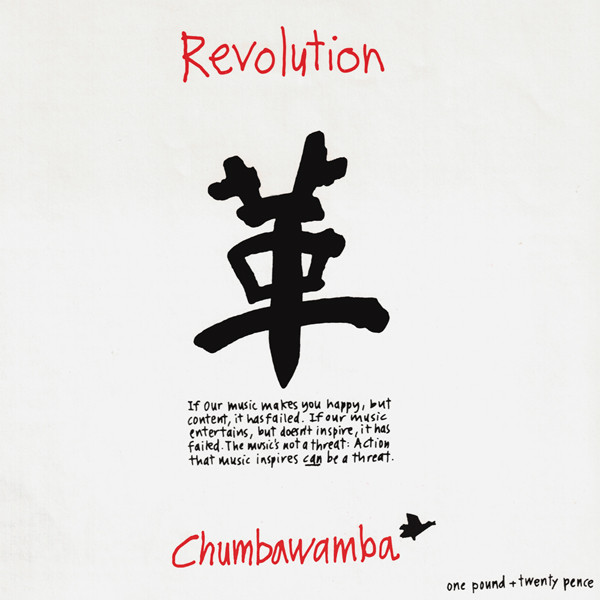 Revolution
革
If our music makes you happy, but
content, it has failed. If our music
entertains, but doesn't inspire, it has
failed. The music's not a threat: Action
that music inspires can be a threat.
Chumbawamba
one pound + twenty pence